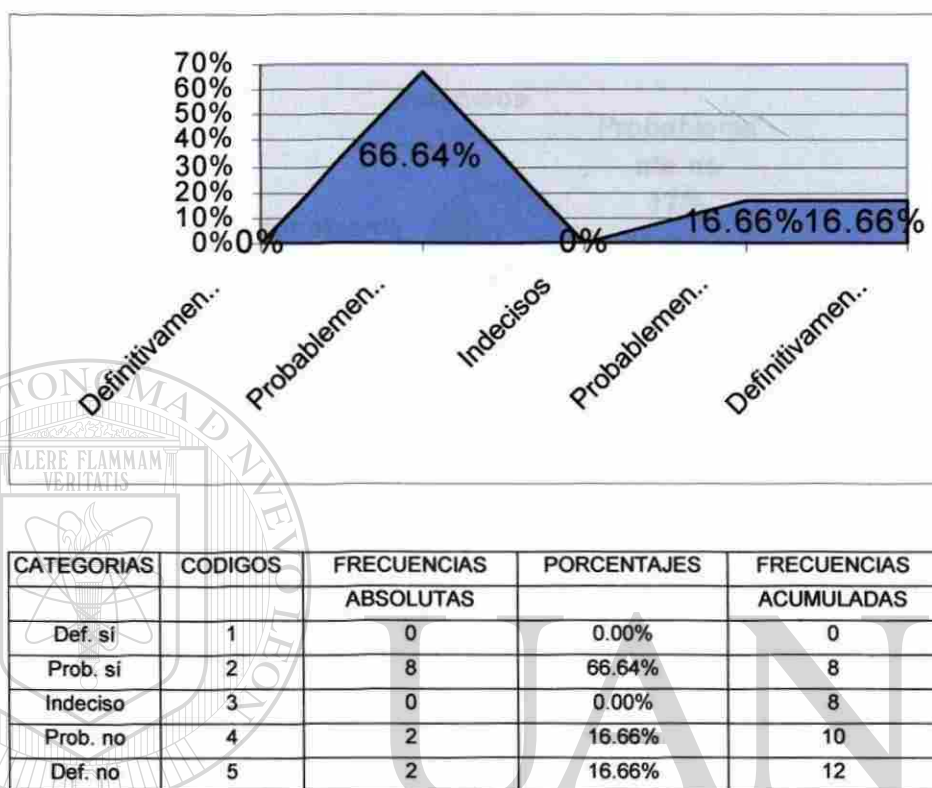 70%
60%
50%
40%
30%
20%
10%
0%
0%
66.64%
0%
16.66%
16.66%
Definitivamen..
Probablemen..
Indecisos
Probablemen..
Definitivamen..
ALERE FLAMMAM
VERITATIS
CATEGORIAS CODIGOS FRECUENCIAS PORCENTAJES FRECUENCIAS
ABSOLUTAS ACUMULADAS
Def. sí 1 0 0.00% 0
Prob. sí 2 8 66.64% 8
Indeciso 3 0 0.00% 8
Prob. no 4 2 16.66% 10
Def. no 5 2 16.66% 12
UAN